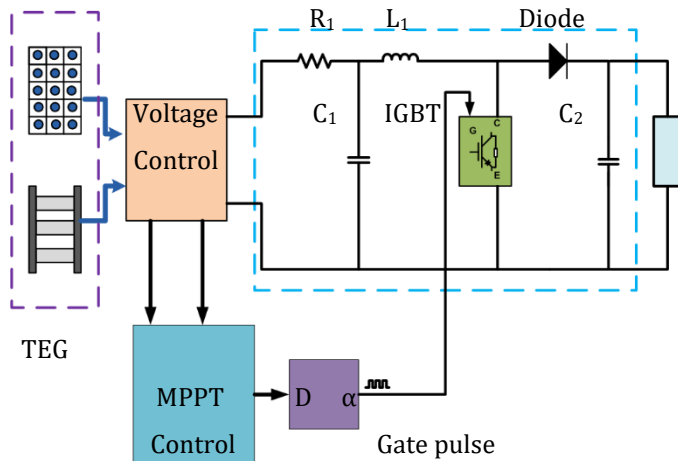 R₁ L₁ Diode
Voltage
Control
C₁ IGBT C₂
C
G
E
TEG
MPPT
Control
D α
Gate pulse